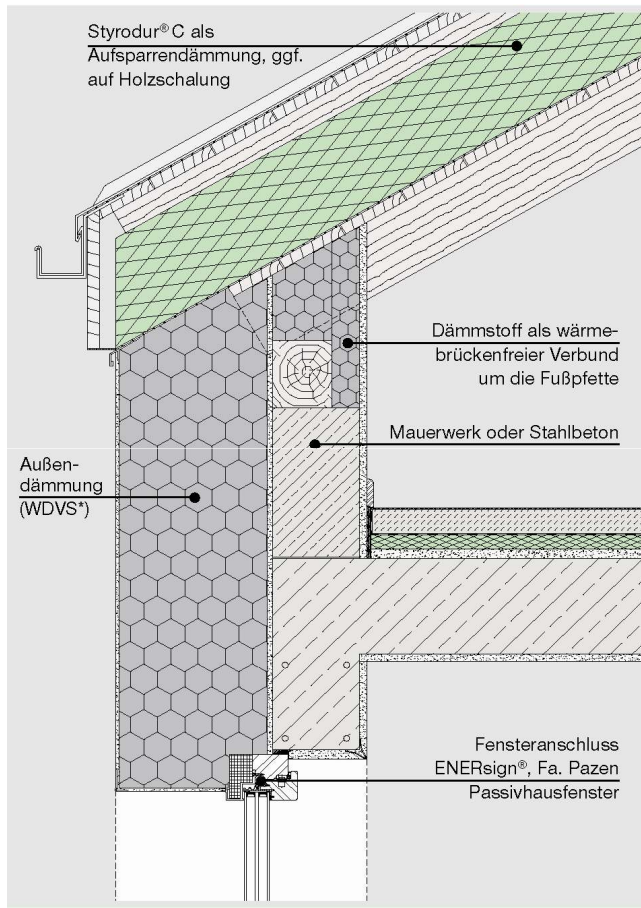 Styrodur® C als
Aufsparrendämmung, ggf.
auf Holzschalung
Dämmstoff als wärme-
brückenfreier Verbund
um die Fußpfette
Mauerwerk oder Stahlbeton
Außen-
dämmung
(WDVS*)
Fensteranschluss
ENERsign®, Fa. Pazen
Passivhausfenster